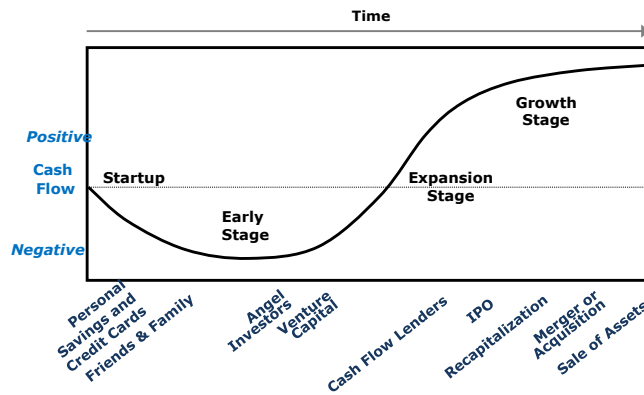 Time
Positive
Cash
Flow
Negative
Startup
Early
Stage
Expansion
Stage
Growth
Stage
Personal
Savings and
Credit Cards
Friends & Family
Angel
Investors
Venture
Capital
Cash Flow Lenders
IPO
Recapitalization
Merger or
Acquisition
Sale of Assets